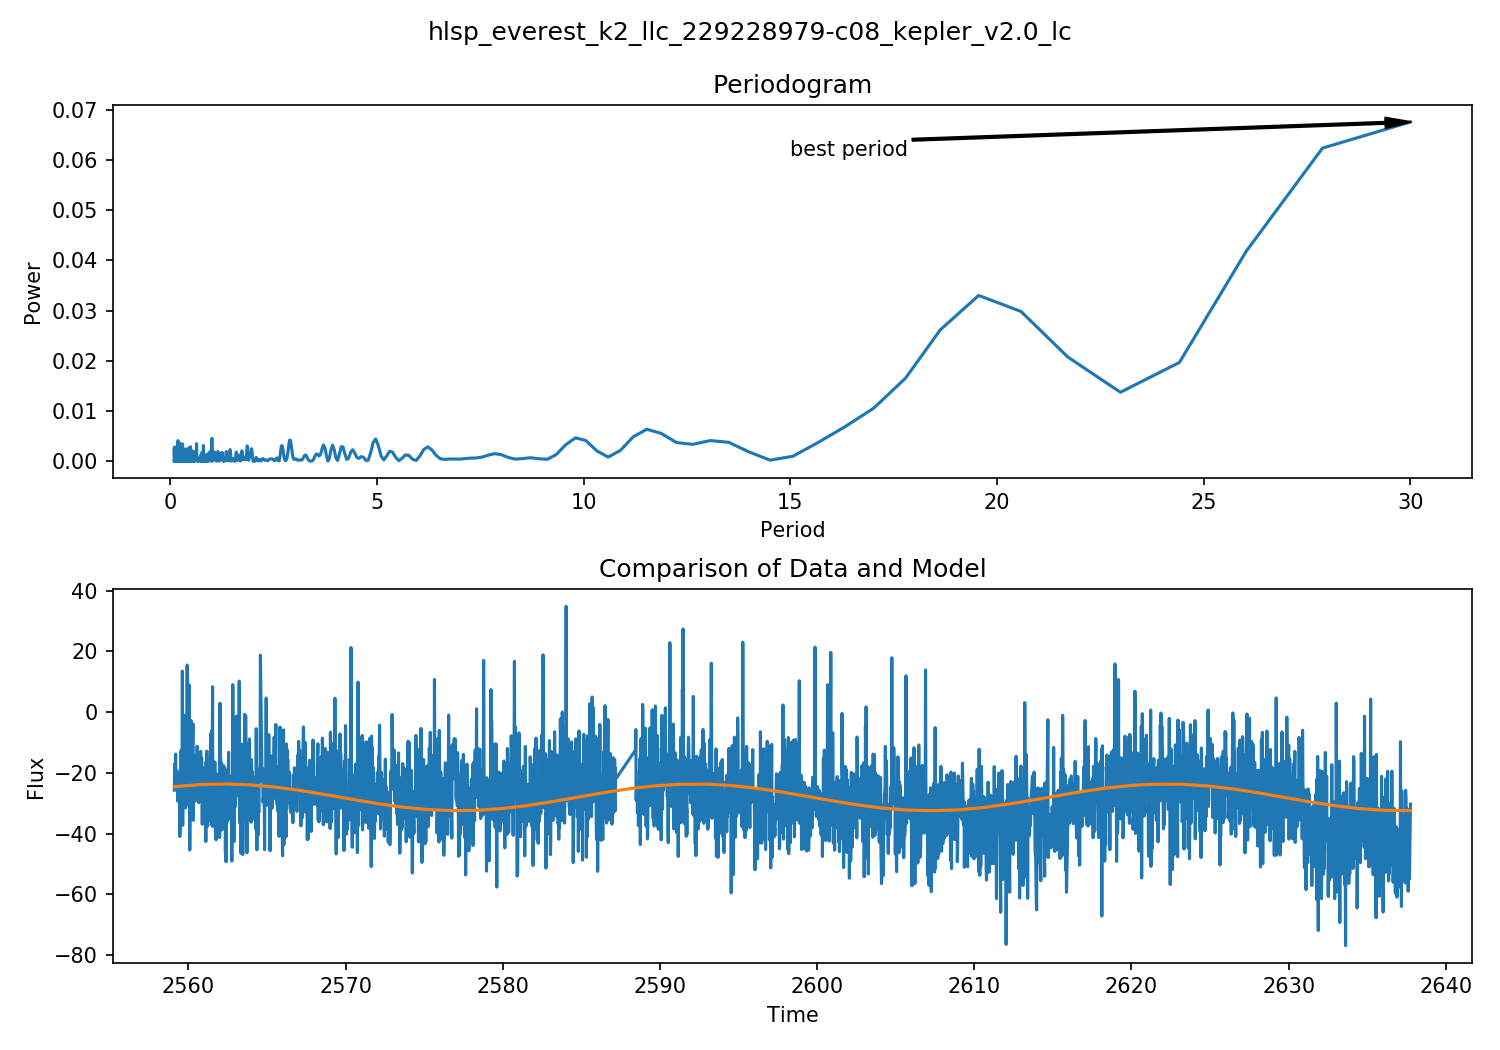 hlsp_everest_k2_llc_229228979-c08_kepler_v2.0_lc
Periodogram
0.07
0.06
0.05
0.04
0.03
0.02
0.01
0.00
Power
best period
0 5 10 15 20 25 30
Period
Comparison of Data and Model
40
20
0
−20
−40
−60
−80
Flux
2560 2570 2580 2590 2600 2610 2620 2630 2640
Time